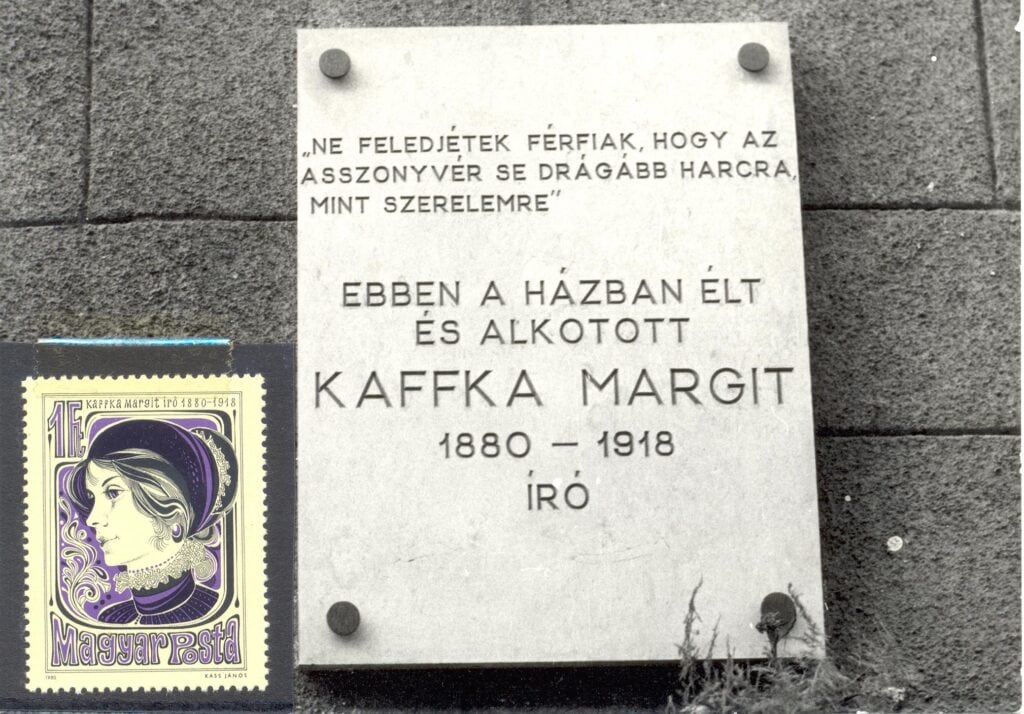 „NE FELEDJÉTEK FÉRFIAK, HOGY AZ
ASSZONYVÉR SE DRÁGÁBB HARCRA,
MINT SZERELEMRE”
EBBEN A HÁZBAN ÉLT
ÉS ALKOTOTT
KAFFKA MARGIT
1880 – 1918
ÍRÓ
1Ft
Kaffka Margit író 1880-1918
Magyar Posta
1980
KASS JÁNOS